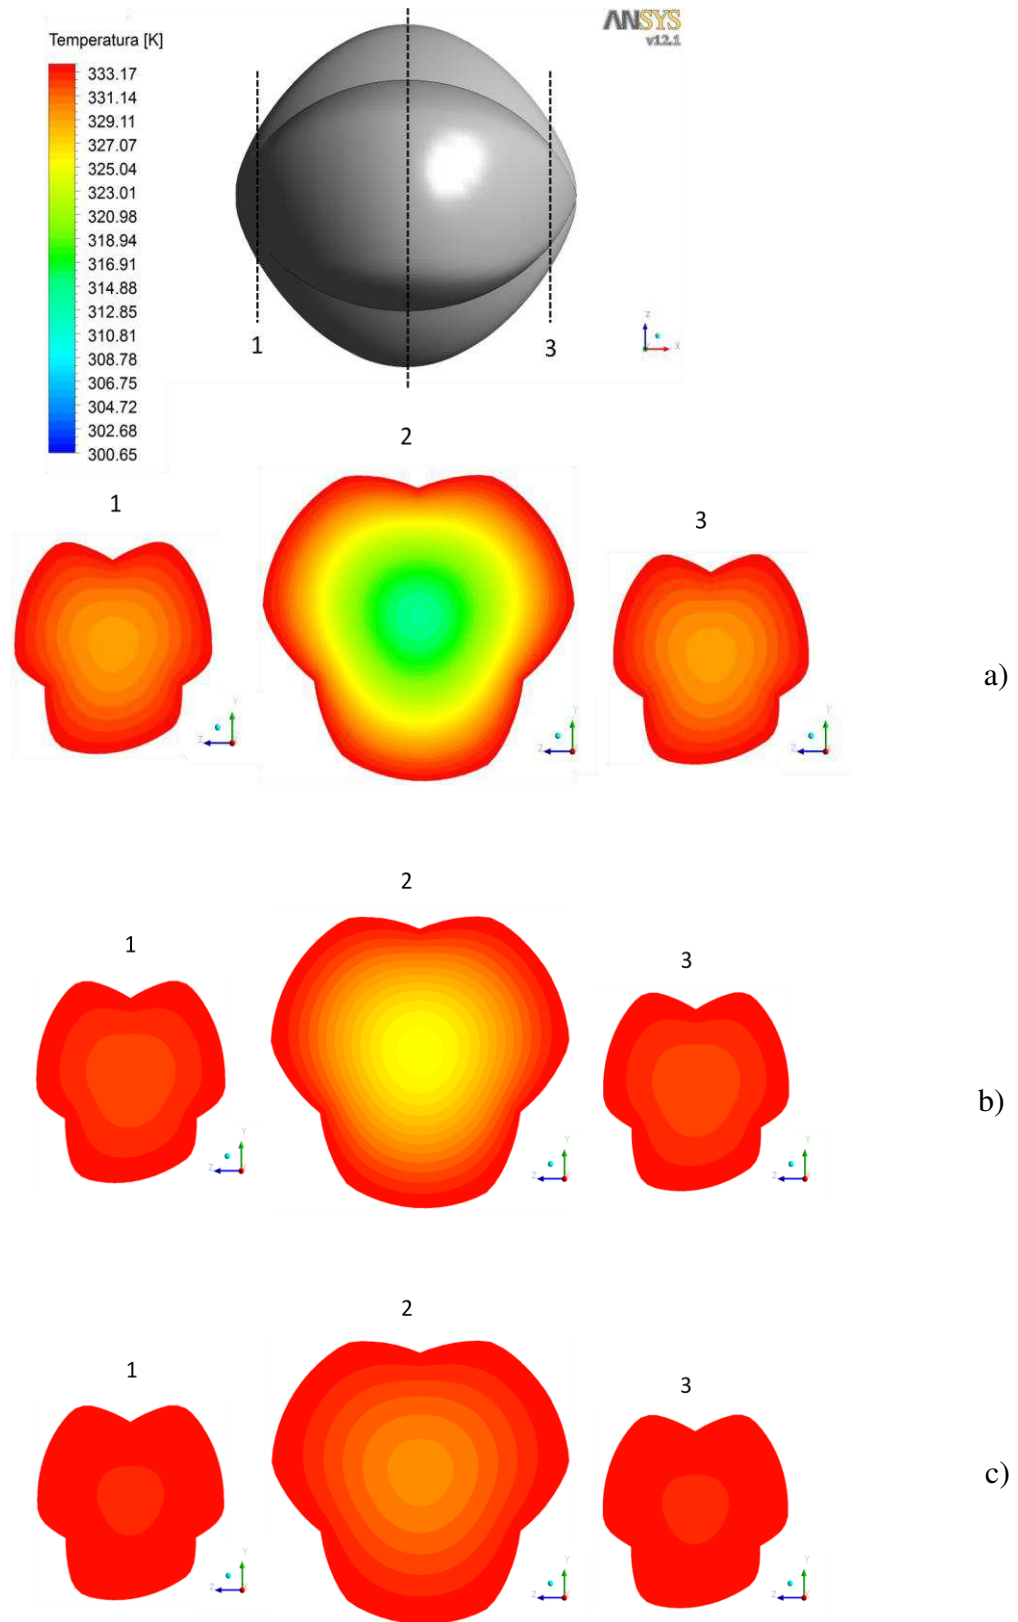 ANSYS
v12.1
Temperatura [K]
333.17
331.14
329.11
327.07
325.04
323.01
320.98
318.94
316.91
314.88
312.85
310.81
308.78
306.75
304.72
302.68
300.65
1
3
z
x
2
1
3
a)
Y
Z
Y
Z
Y
Z
2
1
3
b)
Y
Z
Y
Z
Y
Z
2
1
3
c)
Y
Z
Y
Z
Y
Z